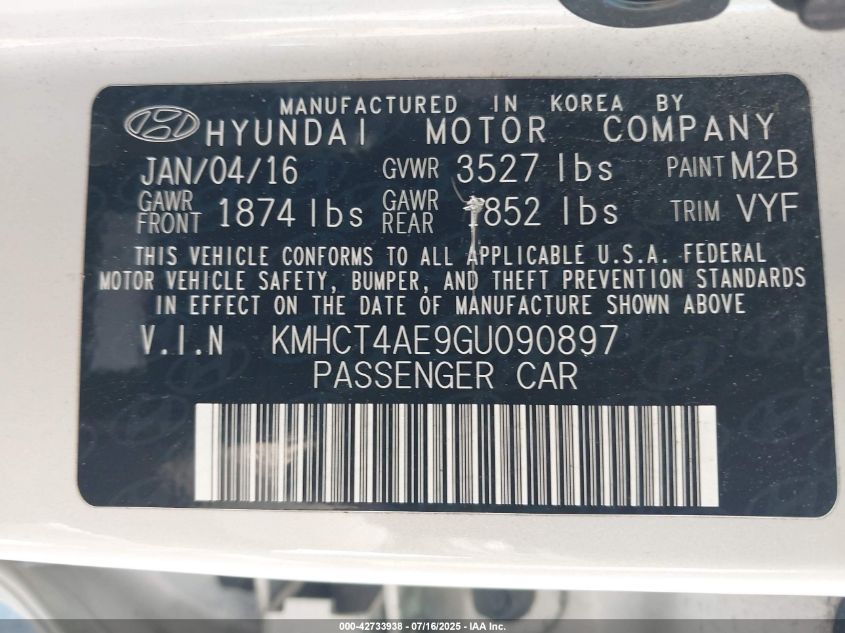 MANUFACTURED IN KOREA BY
HYUNDAI MOTOR COMPANY
JAN/04/16 GVWR 3527 lbs PAINT M2B
GAWR FRONT 1874 lbs GAWR REAR 1852 lbs TRIM VYF
THIS VEHICLE CONFORMS TO ALL APPLICABLE U.S.A. FEDERAL
MOTOR VEHICLE SAFETY, BUMPER, AND THEFT PREVENTION STANDARDS
IN EFFECT ON THE DATE OF MANUFACTURE SHOWN ABOVE
V.I.N KMHCT4AE9GU090897
PASSENGER CAR
000-42733938 - 07/16/2025 - IAA Inc.